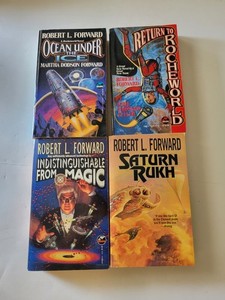 ROBERT L. FORWARD
OCEAN UNDER
THE
ICE
MARTHA DODSON FORWARD
RETURN TO
ROCHEWORLD
ROBERT L.
FORWARD
ROBERT L. FORWARD
INDISTINGUISHABLE
FROM MAGIC
ROBERT L. FORWARD
SATURN
RUKH